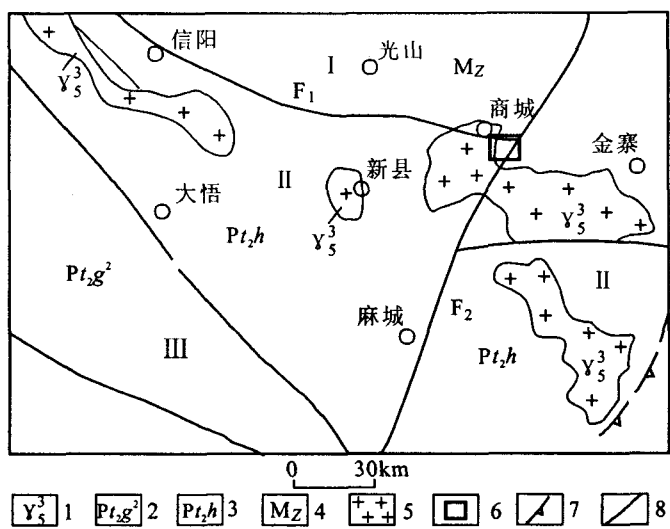 信阳
光山
I
Mz
γ₅³
F₁
商城
金寨
II
新县
大悟
γ₅³
γ₅³
Pt₂h
Pt₂g²
II
麻城
F₂
III
Pt₂h
γ₅³
0 30km
γ₅³ 1 Pt₂g² 2 Pt₂h 3 Mz 4 5 6 7 8